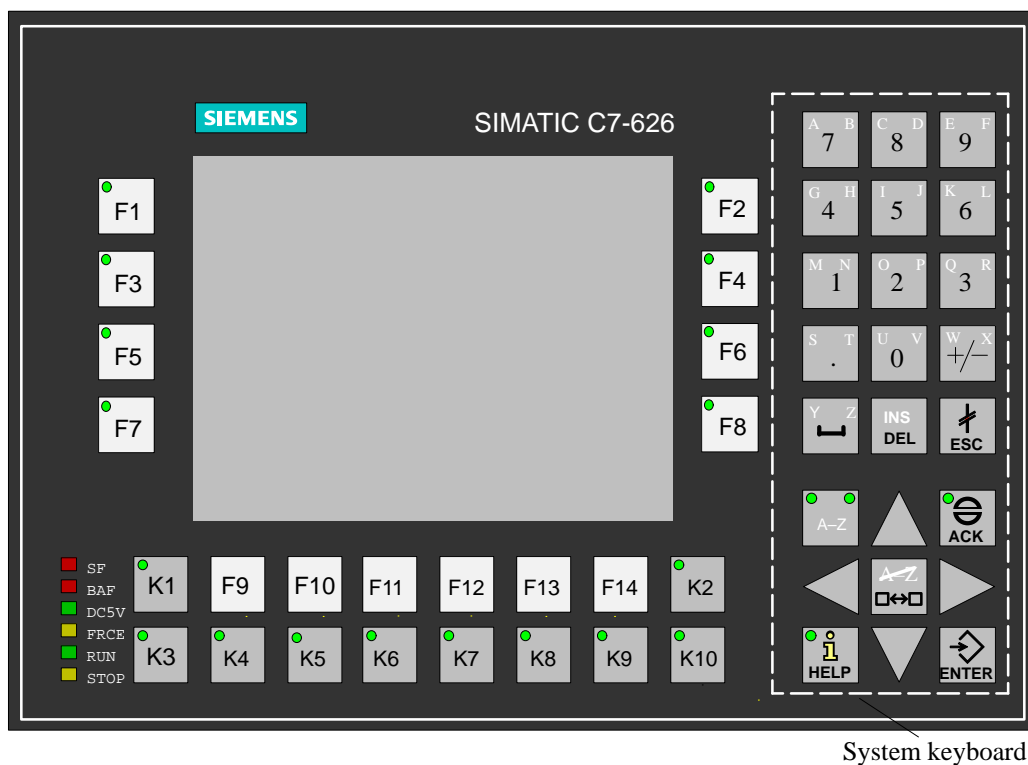 SIEMENS SIMATIC C7-626
A B 7 C D 8 E F 9
F1 F2 G H 4 I J 5 K L 6
F3 F4 M N 1 O P 2 Q R 3
F5 F6 S T . U V 0 W X +/−
F7 F8 Y Z INS DEL ESC
A–Z ACK
SF K1 F9 F10 F11 F12 F13 F14 K2 A–Z
BAF
DC5V
FRCE
RUN K3 K4 K5 K6 K7 K8 K9 K10 HELP ENTER
STOP
System keyboard